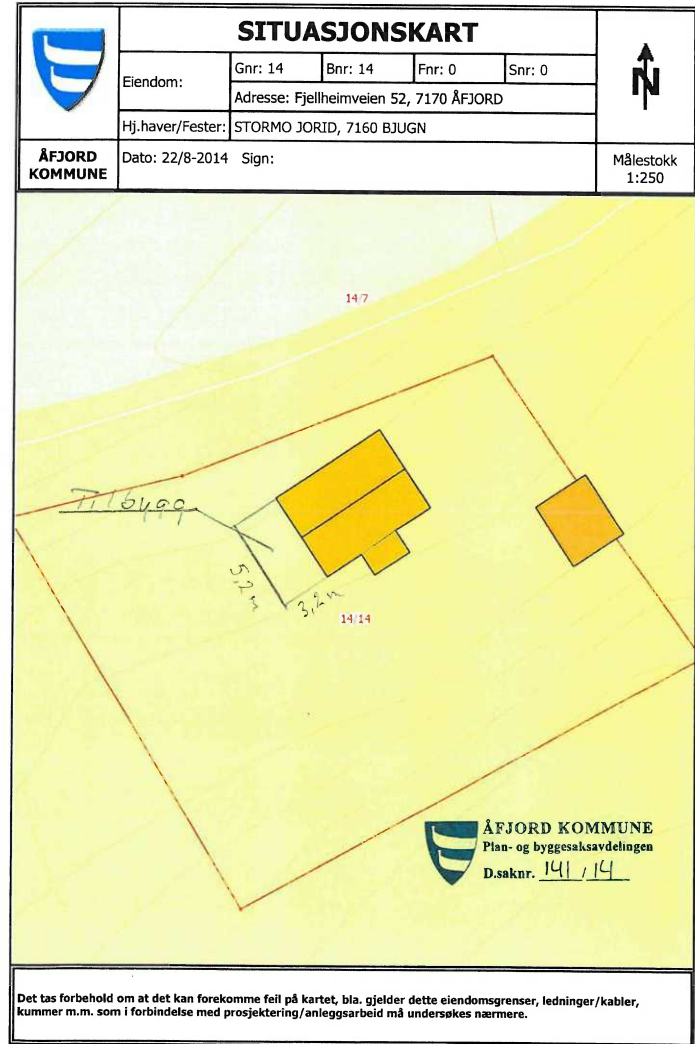 SITUASJONSKART
Eiendom:
Gnr: 14
Bnr: 14
Fnr: 0
Snr: 0
Adresse: Fjellheimveien 52, 7170 ÅFJORD
Hj.haver/Fester: STORMO JORID, 7160 BJUGN
N
ÅFJORD
KOMMUNE
Dato: 22/8-2014 Sign:
Målestokk
1:250
14/7
Tilbygg
5,2m
3,2m
14/14
ÅFJORD KOMMUNE
Plan- og byggesaksavdelingen
D.saknr. 141 / 14
Det tas forbehold om at det kan forekomme feil på kartet, bla. gjelder dette eiendomsgrenser, ledninger/kabler,
kummer m.m. som i forbindelse med prosjektering/anleggsarbeid må undersøkes nærmere.